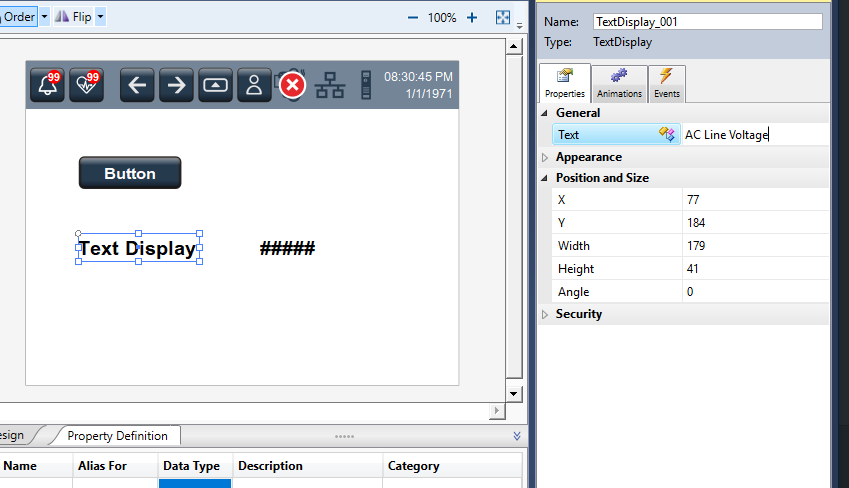 Order Flip 100%
99 99 08:30:45 PM
1/1/1971
Button
Text Display #####
esign Property Definition
Name Alias For Data Type Description Category
Name: TextDisplay_001
Type: TextDisplay
Properties Animations Events
General
Text AC Line Voltage
Appearance
Position and Size
X 77
Y 184
Width 179
Height 41
Angle 0
Security